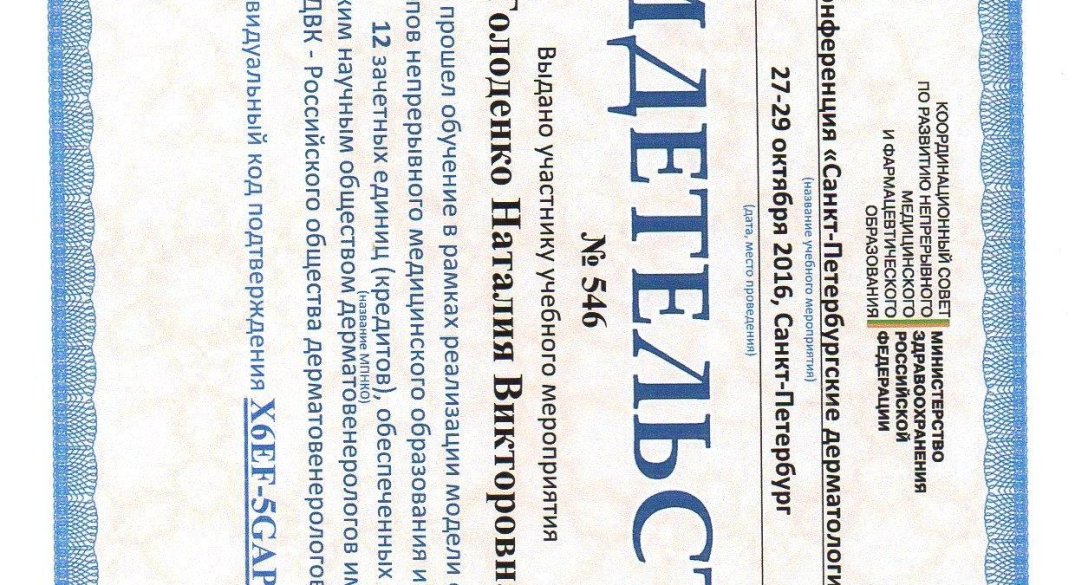 КООРДИНАЦИОННЫЙ СОВЕТ
ПО РАЗВИТИЮ НЕПРЕРЫВНОГО
МЕДИЦИНСКОГО
И ФАРМАЦЕВТИЧЕСКОГО
ОБРАЗОВАНИЯ
МИНИСТЕРСТВО
ЗДРАВООХРАНЕНИЯ
РОССИЙСКОЙ
ФЕДЕРАЦИИ
онференция «Санкт-Петербургские дерматологи
(название учебного мероприятия)
27-29 октября 2016, Санкт-Петербург
(дата, место проведения)
ИДЕТЕЛЬСТ
№ 546
Выдано участнику учебного мероприятия
Голоденко Наталия Викторовна
прошел обучение в рамках реализации модели о
пов непрерывного медицинского образования и
12 зачетных единиц (кредитов), обеспеченных
(название МПНКО)
ким научным обществом дерматовенерологов им
ДВК - Российского общества дерматовенерологов
видуальный код подтверждения X6EF-5GAP